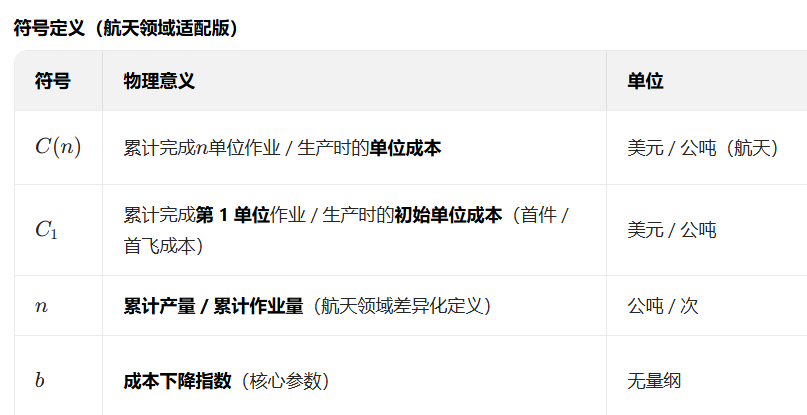 符号定义（航天领域适配版）
符号 物理意义 单位
C(n) 累计完成n单位作业 / 生产时的单位成本 美元 / 公吨（航天）
C₁ 累计完成第 1 单位作业 / 生产时的初始单位成本（首件 / 美元 / 公吨
首飞成本）
n 累计产量 / 累计作业量（航天领域差异化定义） 公吨 / 次
b 成本下降指数（核心参数） 无量纲